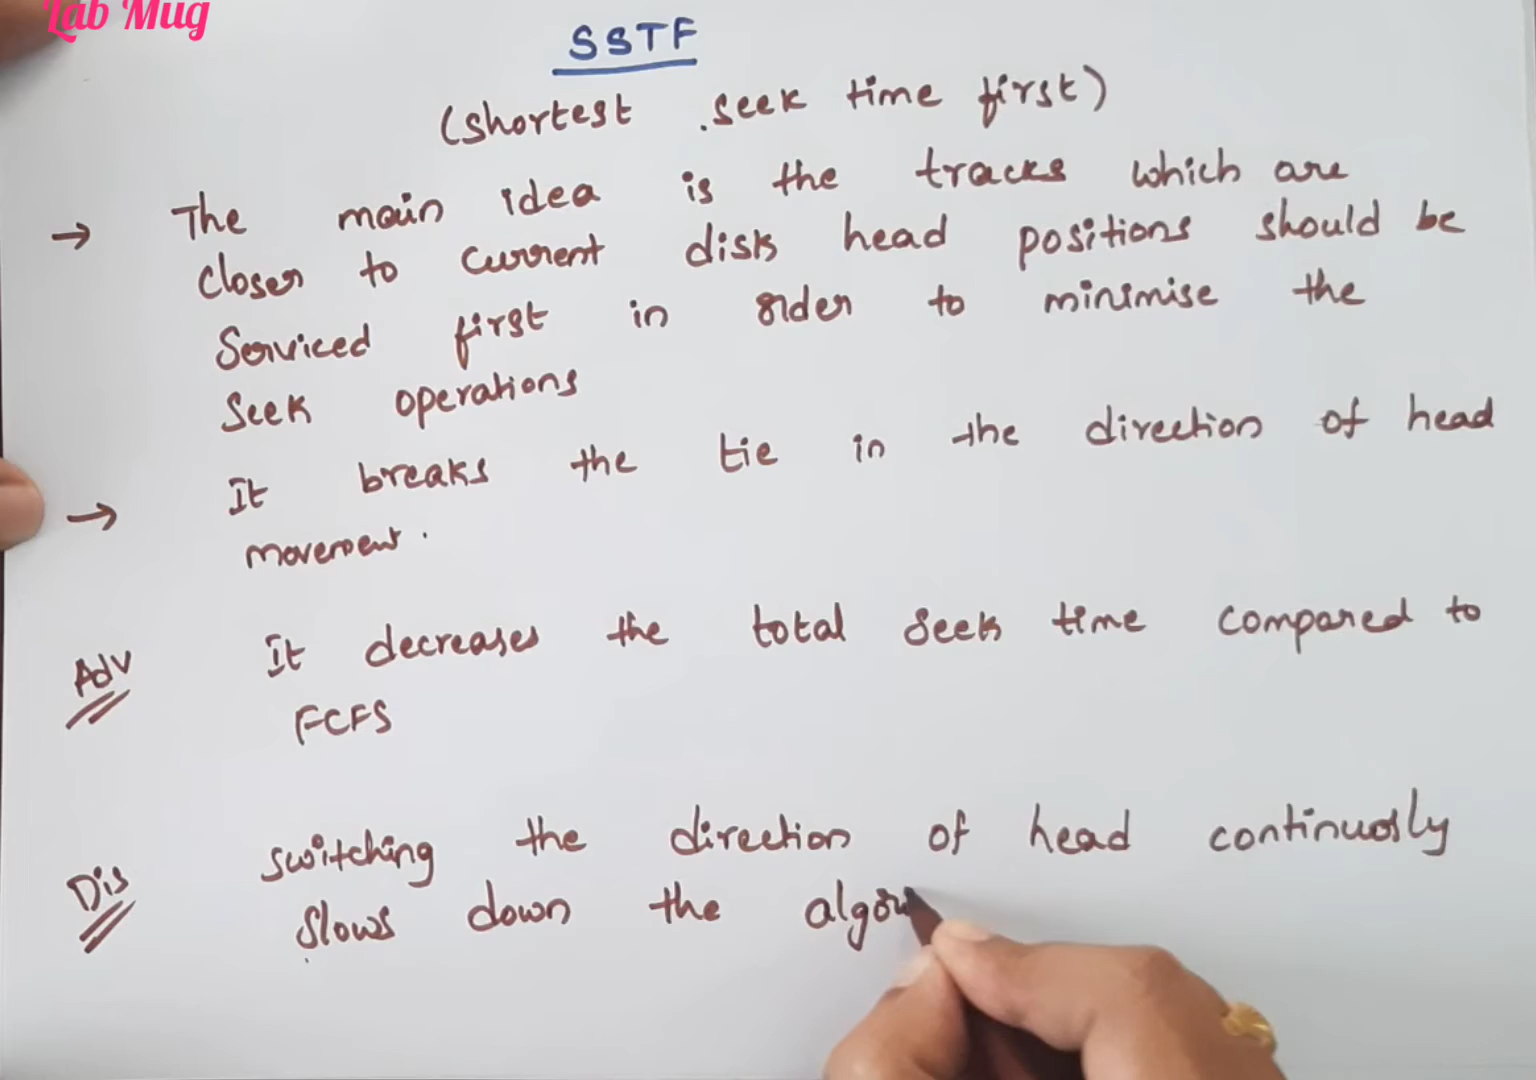 Lab Mug
SSTF
(shortest seek time first)
→ The main idea is the tracks which are
closer to current disk head positions should be
Serviced first in order to minimise the
Seek operations
→ It breaks the tie in the direction of head
movement.
Adv It decreases the total seek time compared to
FCFS
Dis switching the direction of head continuosly
slows down the algor